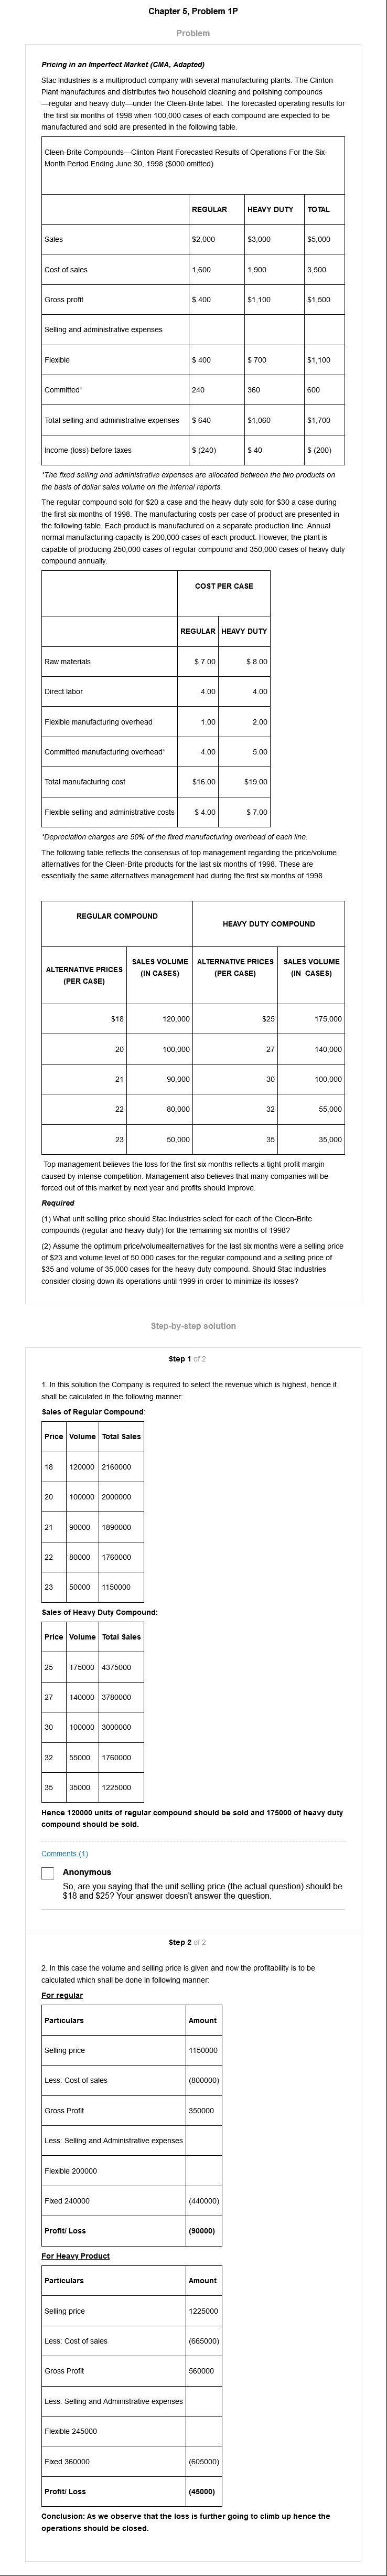 Chapter 5, Problem 1P
Problem
Pricing in an Imperfect Market (CMA, Adapted)
Stac Industries is a multiproduct company with several manufacturing plants. The Clinton
Plant manufactures and distributes two household cleaning and polishing compounds
—regular and heavy duty—under the Cleen-Brite label. The forecasted operating results for
the first six months of 1998 when 100,000 cases of each compound are expected to be
manufactured and sold are presented in the following table.
Cleen-Brite Compounds—Clinton Plant Forecasted Results of Operations For the Six-
Month Period Ending June 30, 1998 ($000 omitted)
REGULAR HEAVY DUTY TOTAL
Sales $2,000 $3,000 $5,000
Cost of sales 1,600 1,900 3,500
Gross profit $ 400 $1,100 $1,500
Selling and administrative expenses
Flexible $ 400 $ 700 $1,100
Committed* 240 360 600
Total selling and administrative expenses $ 640 $1,060 $1,700
Income (loss) before taxes $ (240) $ 40 $ (200)
*The fixed selling and administrative expenses are allocated between the two products on
the basis of dollar sales volume on the internal reports.
The regular compound sold for $20 a case and the heavy duty sold for $30 a case during
the first six months of 1998. The manufacturing costs per case of product are presented in
the following table. Each product is manufactured on a separate production line. Annual
normal manufacturing capacity is 200,000 cases of each product. However, the plant is
capable of producing 250,000 cases of regular compound and 350,000 cases of heavy duty
compound annually.
COST PER CASE
REGULAR HEAVY DUTY
Raw materials $ 7.00 $ 8.00
Direct labor 4.00 4.00
Flexible manufacturing overhead 1.00 2.00
Committed manufacturing overhead* 4.00 5.00
Total manufacturing cost $16.00 $19.00
Flexible selling and administrative costs $ 4.00 $ 7.00
*Depreciation charges are 50% of the fixed manufacturing overhead of each line.
The following table reflects the consensus of top management regarding the price/volume
alternatives for the Cleen-Brite products for the last six months of 1998. These are
essentially the same alternatives management had during the first six months of 1998.
REGULAR COMPOUND HEAVY DUTY COMPOUND
ALTERNATIVE PRICES (PER CASE) SALES VOLUME (IN CASES) ALTERNATIVE PRICES (PER CASE) SALES VOLUME (IN CASES)
$18 120,000 $25 175,000
20 100,000 27 140,000
21 90,000 30 100,000
22 80,000 32 55,000
23 50,000 35 35,000
Top management believes the loss for the first six months reflects a tight profit margin
caused by intense competition. Management also believes that many companies will be
forced out of this market by next year and profits should improve.
Required
(1) What unit selling price should Stac Industries select for each of the Cleen-Brite
compounds (regular and heavy duty) for the remaining six months of 1998?
(2) Assume the optimum price/volumealternatives for the last six months were a selling price
of $23 and volume level of 50.000 cases for the regular compound and a selling price of
$35 and volume of 35,000 cases for the heavy duty compound. Should Stac Industries
consider closing down its operations until 1999 in order to minimize its losses?
Step-by-step solution
Step 1 of 2
1. In this solution the Company is required to select the revenue which is highest, hence it
shall be calculated in the following manner:
Sales of Regular Compound:
Price Volume Total Sales
18 120000 2160000
20 100000 2000000
21 90000 1890000
22 80000 1760000
23 50000 1150000
Sales of Heavy Duty Compound:
Price Volume Total Sales
25 175000 4375000
27 140000 3780000
30 100000 3000000
32 55000 1760000
35 35000 1225000
Hence 120000 units of regular compound should be sold and 175000 of heavy duty
compound should be sold.
Comments (1)
Anonymous
So, are you saying that the unit selling price (the actual question) should be
$18 and $25? Your answer doesn't answer the question.
Step 2 of 2
2. In this case the volume and selling price is given and now the profitability is to be
calculated which shall be done in following manner:
For regular
Particulars Amount
Selling price 1150000
Less: Cost of sales (800000)
Gross Profit 350000
Less: Selling and Administrative expenses
Flexible 200000
Fixed 240000 (440000)
Profit/ Loss (90000)
For Heavy Product
Particulars Amount
Selling price 1225000
Less: Cost of sales (665000)
Gross Profit 560000
Less: Selling and Administrative expenses
Flexible 245000
Fixed 360000 (605000)
Profit/ Loss (45000)
Conclusion: As we observe that the loss is further going to climb up hence the
operations should be closed.